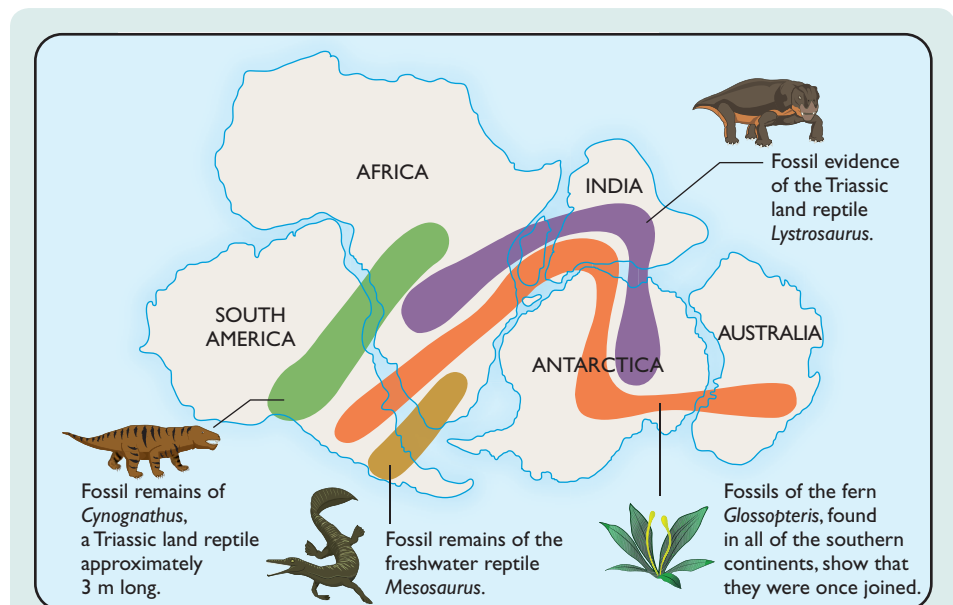 AFRICA
INDIA
Fossil evidence
of the Triassic
land reptile
Lystrosaurus.
SOUTH
AMERICA
AUSTRALIA
ANTARCTICA
Fossil remains of
Cynognathus,
a Triassic land reptile
approximately
3 m long.
Fossil remains of the
freshwater reptile
Mesosaurus.
Fossils of the fern
Glossopteris, found
in all of the southern
continents, show that
they were once joined.